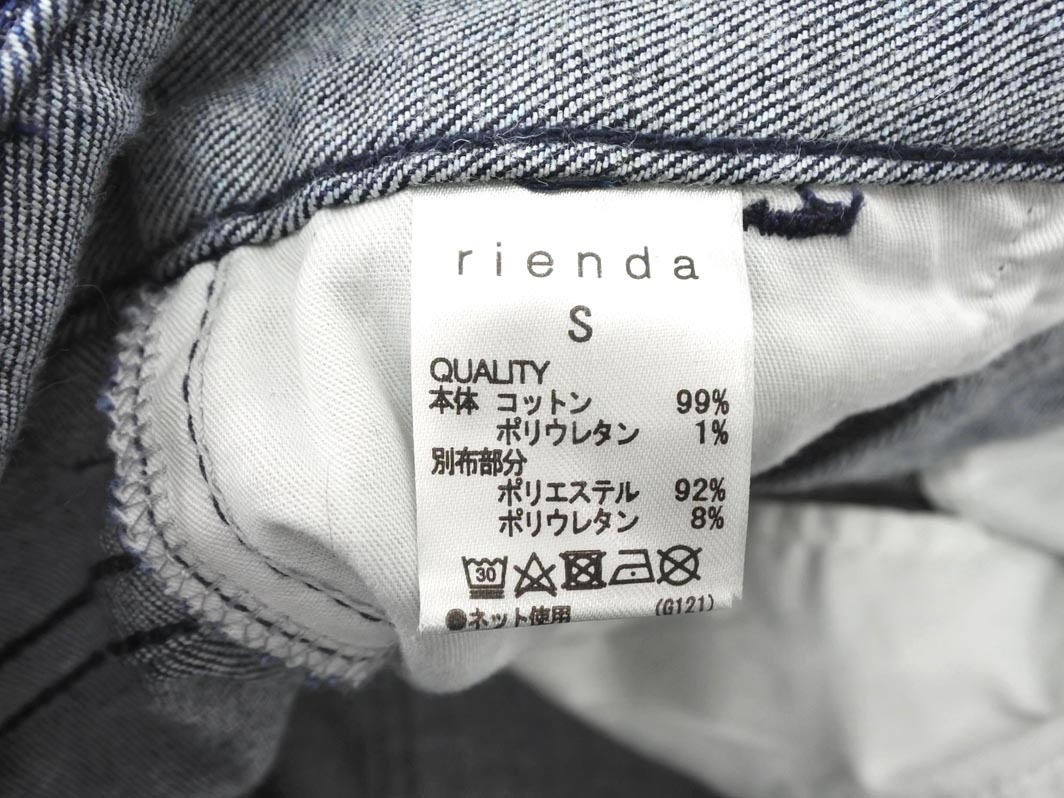 rienda
S
QUALITY
本体 コットン 99%
ポリウレタン 1%
別布部分
ポリエステル 92%
ポリウレタン 8%
30
●ネット使用 (G121)